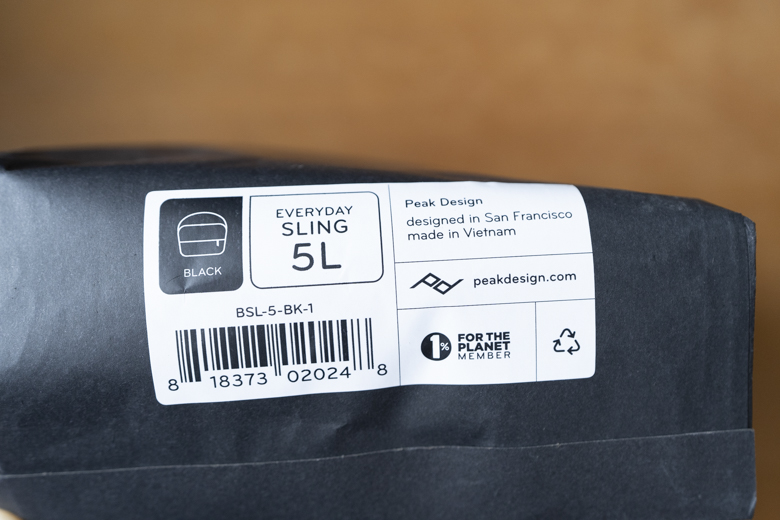 BLACK
EVERYDAY
SLING
5L
BSL-5-BK-1
8 18373 02024 8
Peak Design
designed in San Francisco
made in Vietnam
peakdesign.com
1%
FOR THE
PLANET
MEMBER